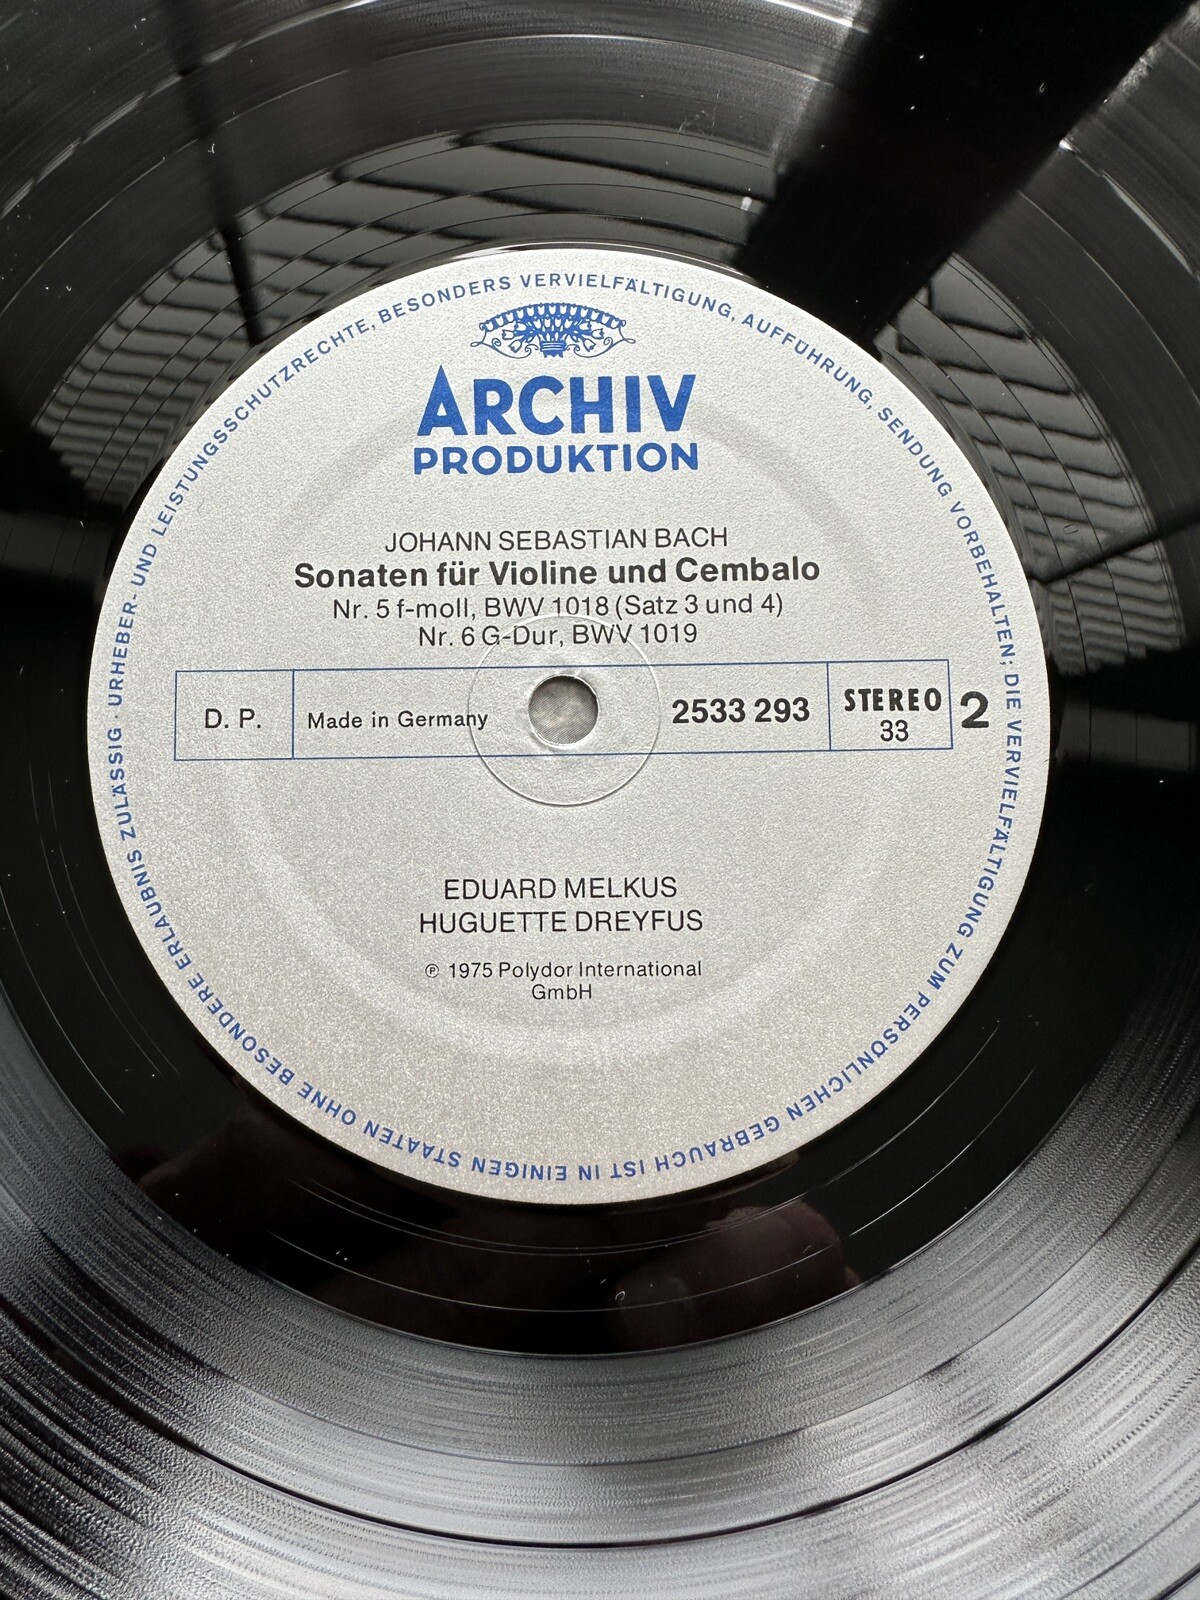 URHEBER- UND LEISTUNGSSCHUTZRECHTE, BESONDERS VERVIELFÄLTIGUNG, AUFFÜHRUNG, SENDUNG VORBEHALTEN; DIE VERVIELFÄLTIGUNG ZUM PERSÖNLICHEN GEBRAUCH IST IN EINIGEN STAATEN OHNE BESONDERE ERLAUBNIS ZULÄSSIG ·
ARCHIV
PRODUKTION
JOHANN SEBASTIAN BACH
Sonaten für Violine und Cembalo
Nr. 5 f-moll, BWV 1018 (Satz 3 und 4)
Nr. 6 G-Dur, BWV 1019
D. P. Made in Germany 2533 293 STEREO 2
33
EDUARD MELKUS
HUGUETTE DREYFUS
℗ 1975 Polydor International
GmbH